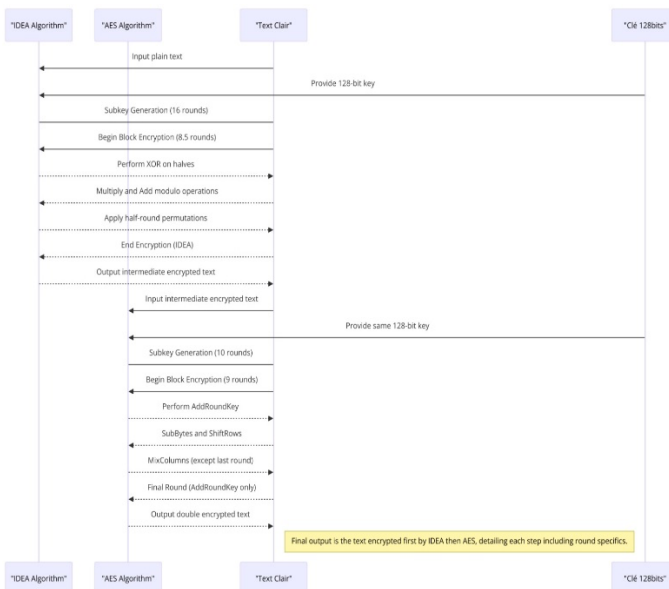 "IDEA Algorithm" "AES Algorithm" "Text Clair" "Clé 128bits"
Input plain text
Provide 128-bit key
Subkey Generation (16 rounds)
Begin Block Encryption (8.5 rounds)
Perform XOR on halves
Multiply and Add modulo operations
Apply half-round permutations
End Encryption (IDEA)
Output intermediate encrypted text
Input intermediate encrypted text
Provide same 128-bit key
Subkey Generation (10 rounds)
Begin Block Encryption (9 rounds)
Perform AddRoundKey
SubBytes and ShiftRows
MixColumns (except last round)
Final Round (AddRoundKey only)
Output double encrypted text
Final output is the text encrypted first by IDEA then AES, detailing each step including round specifics.
"IDEA Algorithm" "AES Algorithm" "Text Clair" "Clé 128bits"